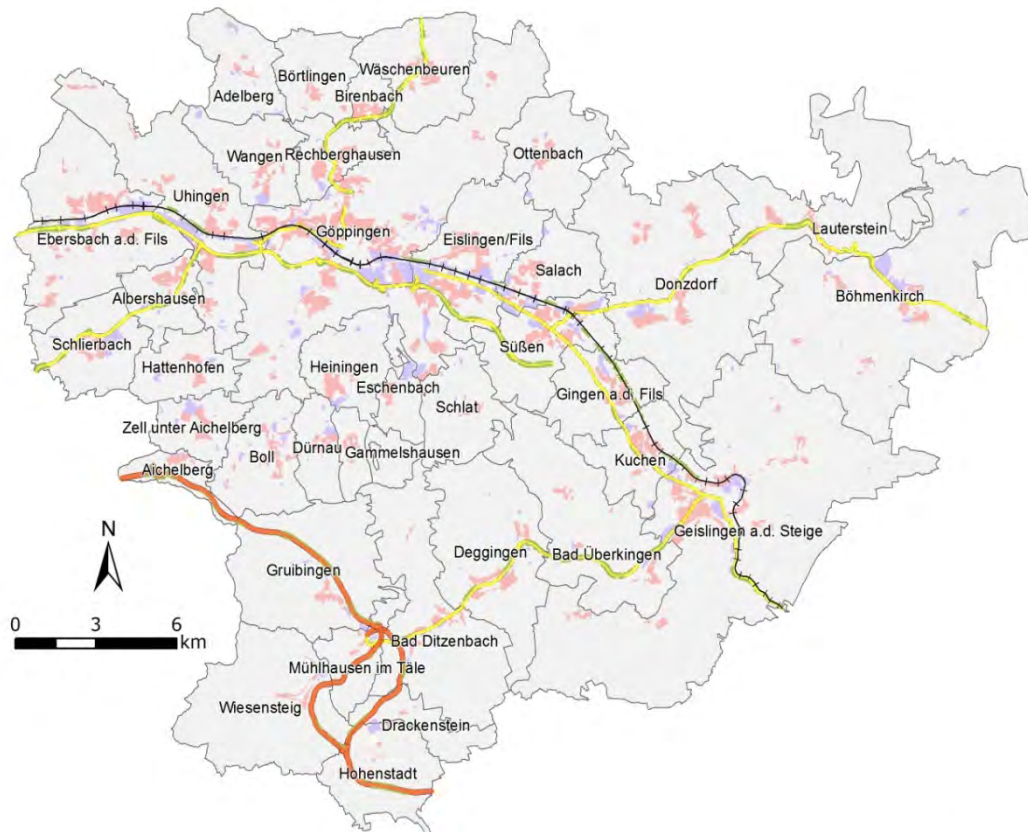 Wäschenbeuren
Börtlingen
Birenbach
Adelberg
Wangen
Rechberghausen
Ottenbach
Uhingen
Göppingen
Eislingen/Fils
Ebersbach a.d. Fils
Lauterstein
Salach
Donzdorf
Böhmenkirch
Albershausen
Schlierbach
Süßen
Hattenhofen
Heiningen
Eschenbach
Gingen a.d. Fils
Schlat
Zell unter Aichelberg
Dürnau
Boll
Gammelshausen
Kuchen
Aichelberg
Geislingen a.d. Steige
N
Deggingen
Bad Überkingen
Gruibingen
0 3 6
km
Bad Ditzenbach
Mühlhausen im Täle
Wiesensteig
Drackenstein
Hohenstadt